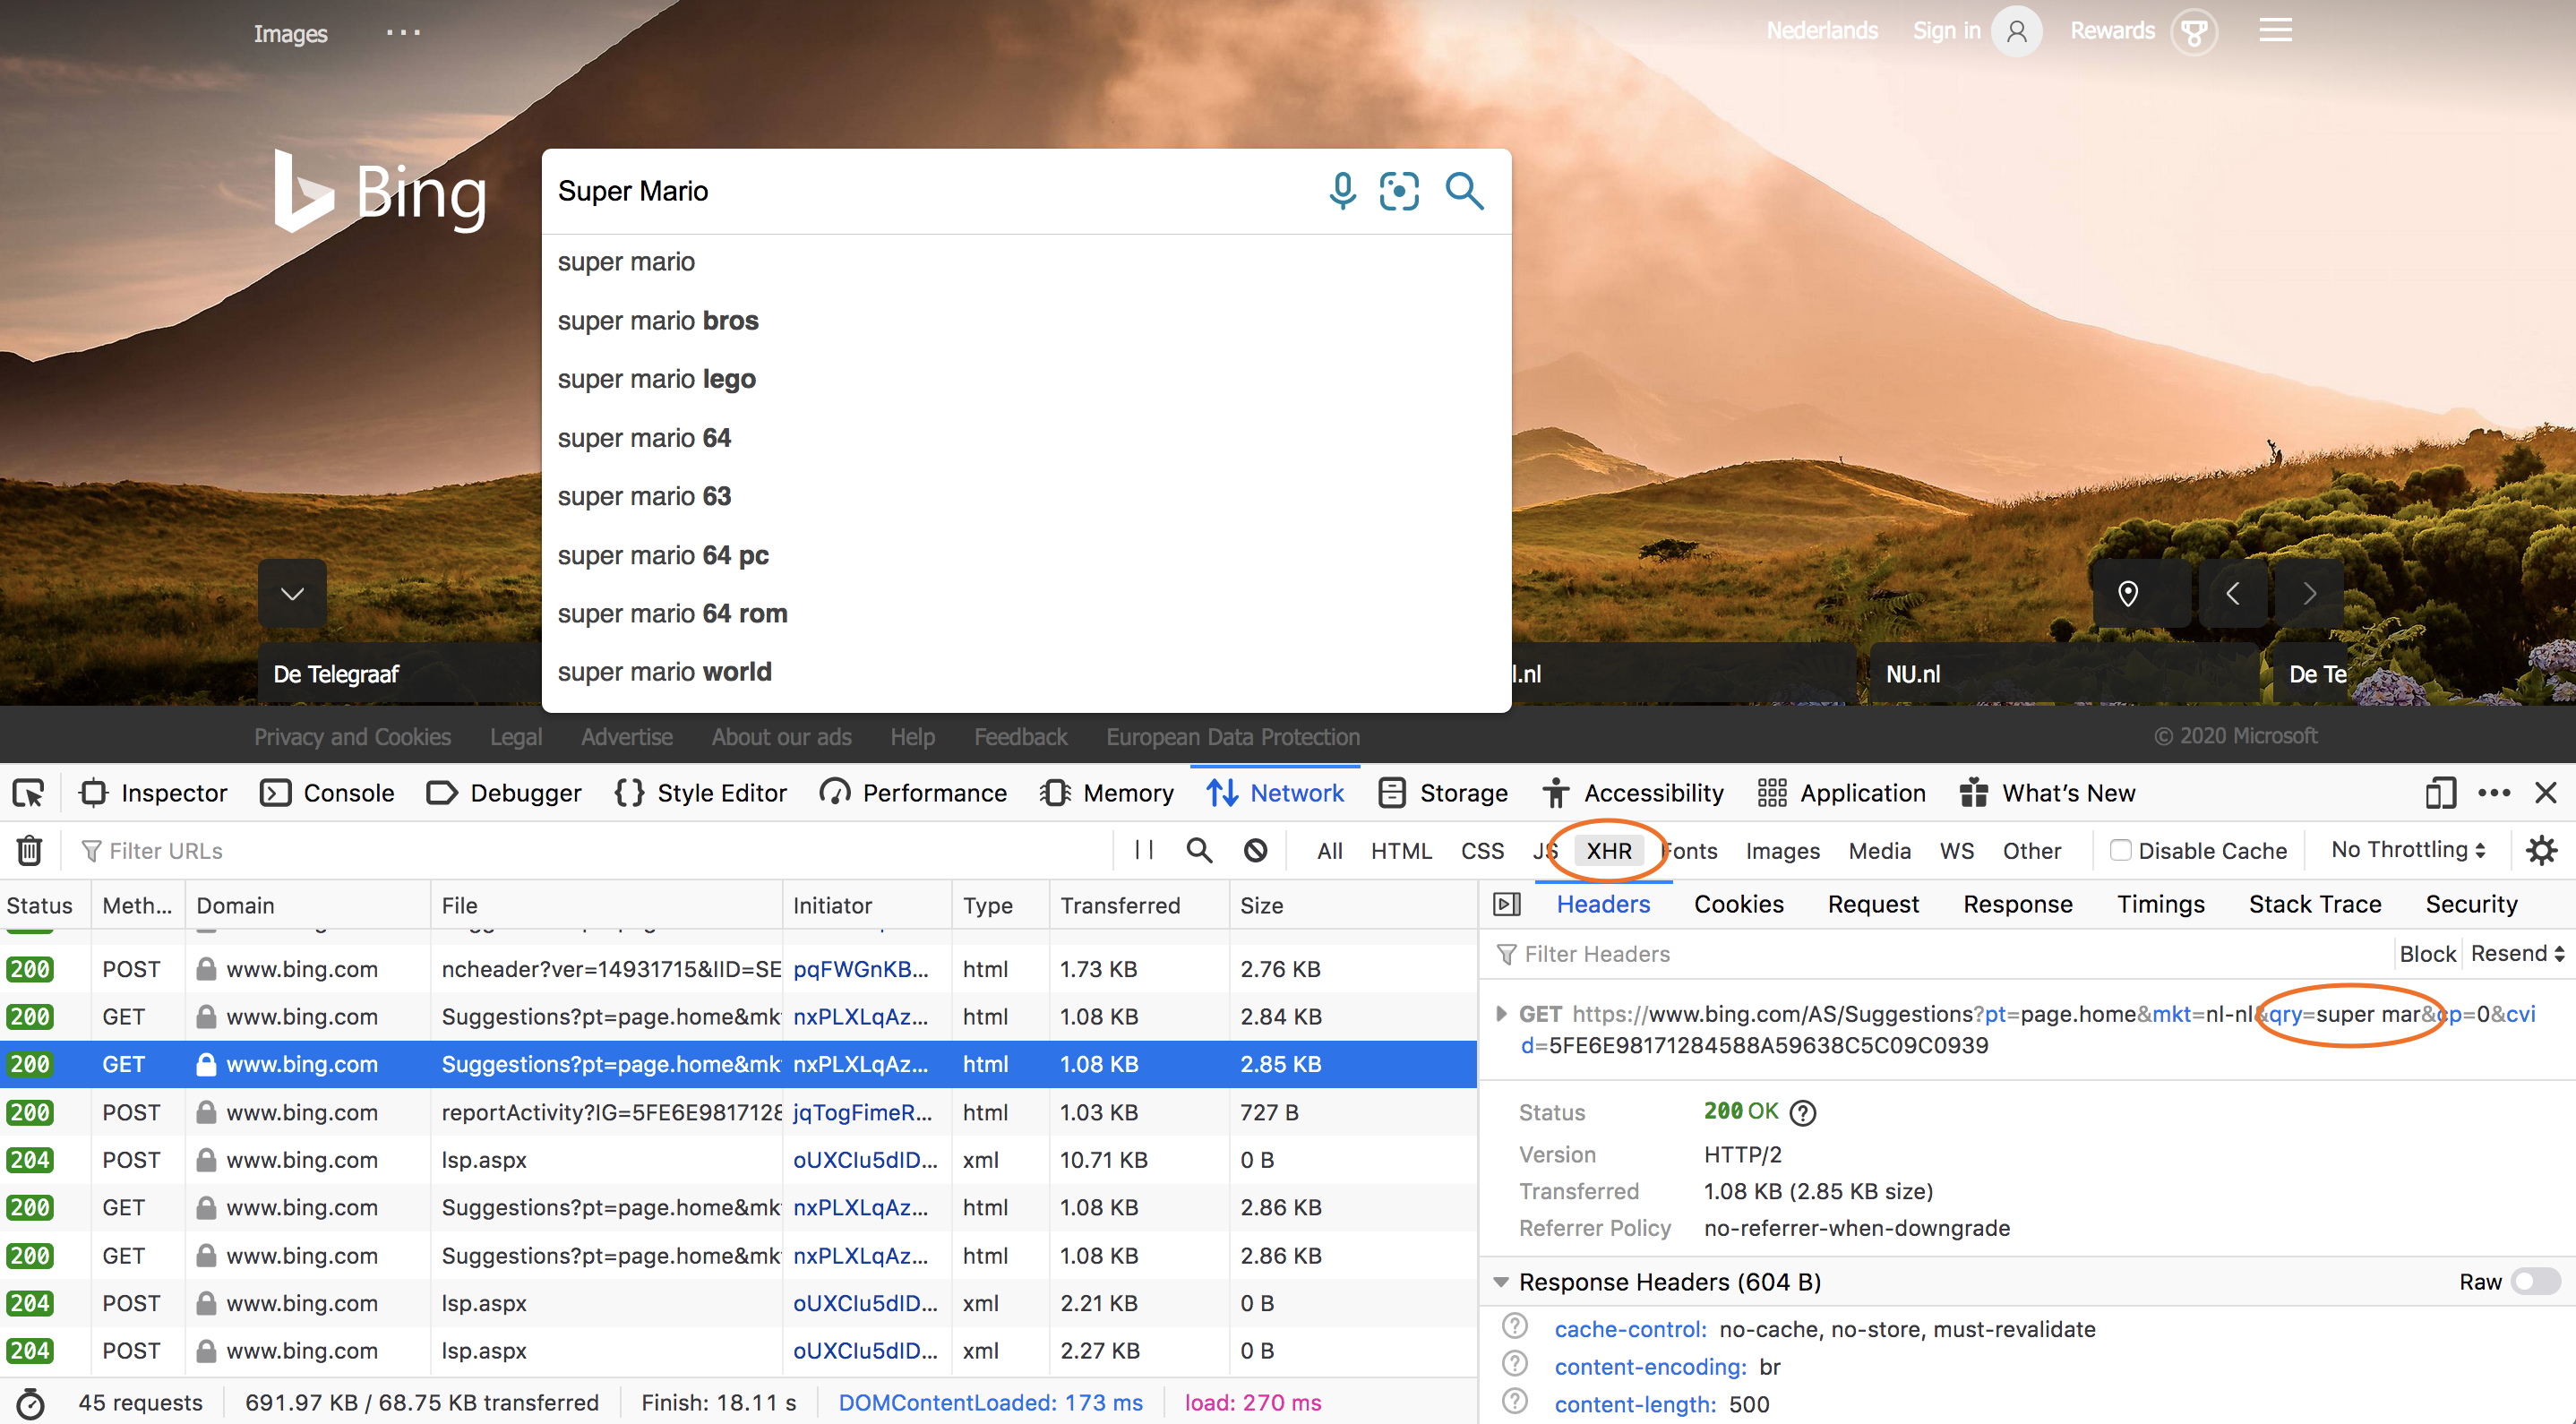 Images ...
Nederlands Sign in Rewards
Bing
Super Mario
super mario
super mario bros
super mario lego
super mario 64
super mario 63
super mario 64 pc
super mario 64 rom
super mario world
De Telegraaf l.nl NU.nl De Te
Privacy and Cookies Legal Advertise About our ads Help Feedback European Data Protection © 2020 Microsoft
Inspector Console Debugger Style Editor Performance Memory Network Storage Accessibility Application What's New
Filter URLs All HTML CSS JS XHR Fonts Images Media WS Other Disable Cache No Throttling
Status Meth... Domain File Initiator Type Transferred Size
200 POST www.bing.com ncheader?ver=14931715&IID=SE pqFWGnKB... html 1.73 KB 2.76 KB
200 GET www.bing.com Suggestions?pt=page.home&mk nxPLXLqAz... html 1.08 KB 2.84 KB
200 GET www.bing.com Suggestions?pt=page.home&mk nxPLXLqAz... html 1.08 KB 2.85 KB
200 POST www.bing.com reportActivity?IG=5FE6E9817128 jqTogFimeR... html 1.03 KB 727 B
204 POST www.bing.com lsp.aspx oUXCIu5dID... xml 10.71 KB 0 B
200 GET www.bing.com Suggestions?pt=page.home&mk nxPLXLqAz... html 1.08 KB 2.86 KB
200 GET www.bing.com Suggestions?pt=page.home&mk nxPLXLqAz... html 1.08 KB 2.86 KB
204 POST www.bing.com lsp.aspx oUXCIu5dID... xml 2.21 KB 0 B
204 POST www.bing.com lsp.aspx oUXCIu5dID... xml 2.27 KB 0 B
45 requests 691.97 KB / 68.75 KB transferred Finish: 18.11 s DOMContentLoaded: 173 ms load: 270 ms
Headers Cookies Request Response Timings Stack Trace Security
Filter Headers Block Resend
GET https://www.bing.com/AS/Suggestions?pt=page.home&mkt=nl-nl&qry=super mar&cp=0&cvi
d=5FE6E98171284588A59638C5C09C0939
Status 200 OK
Version HTTP/2
Transferred 1.08 KB (2.85 KB size)
Referrer Policy no-referrer-when-downgrade
Response Headers (604 B) Raw
cache-control: no-cache, no-store, must-revalidate
content-encoding: br
content-length: 500